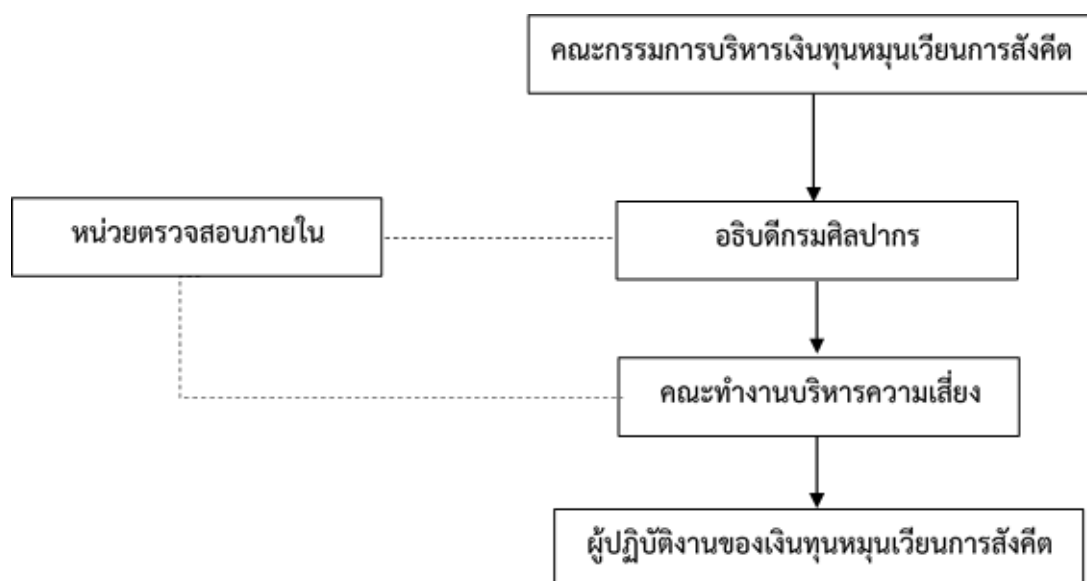 คณะกรรมการบริหารเงินทุนหมุนเวียนการสังคีต
หน่วยตรวจสอบภายใน
อธิบดีกรมศิลปากร
คณะทำงานบริหารความเสี่ยง
ผู้ปฏิบัติงานของเงินทุนหมุนเวียนการสังคีต